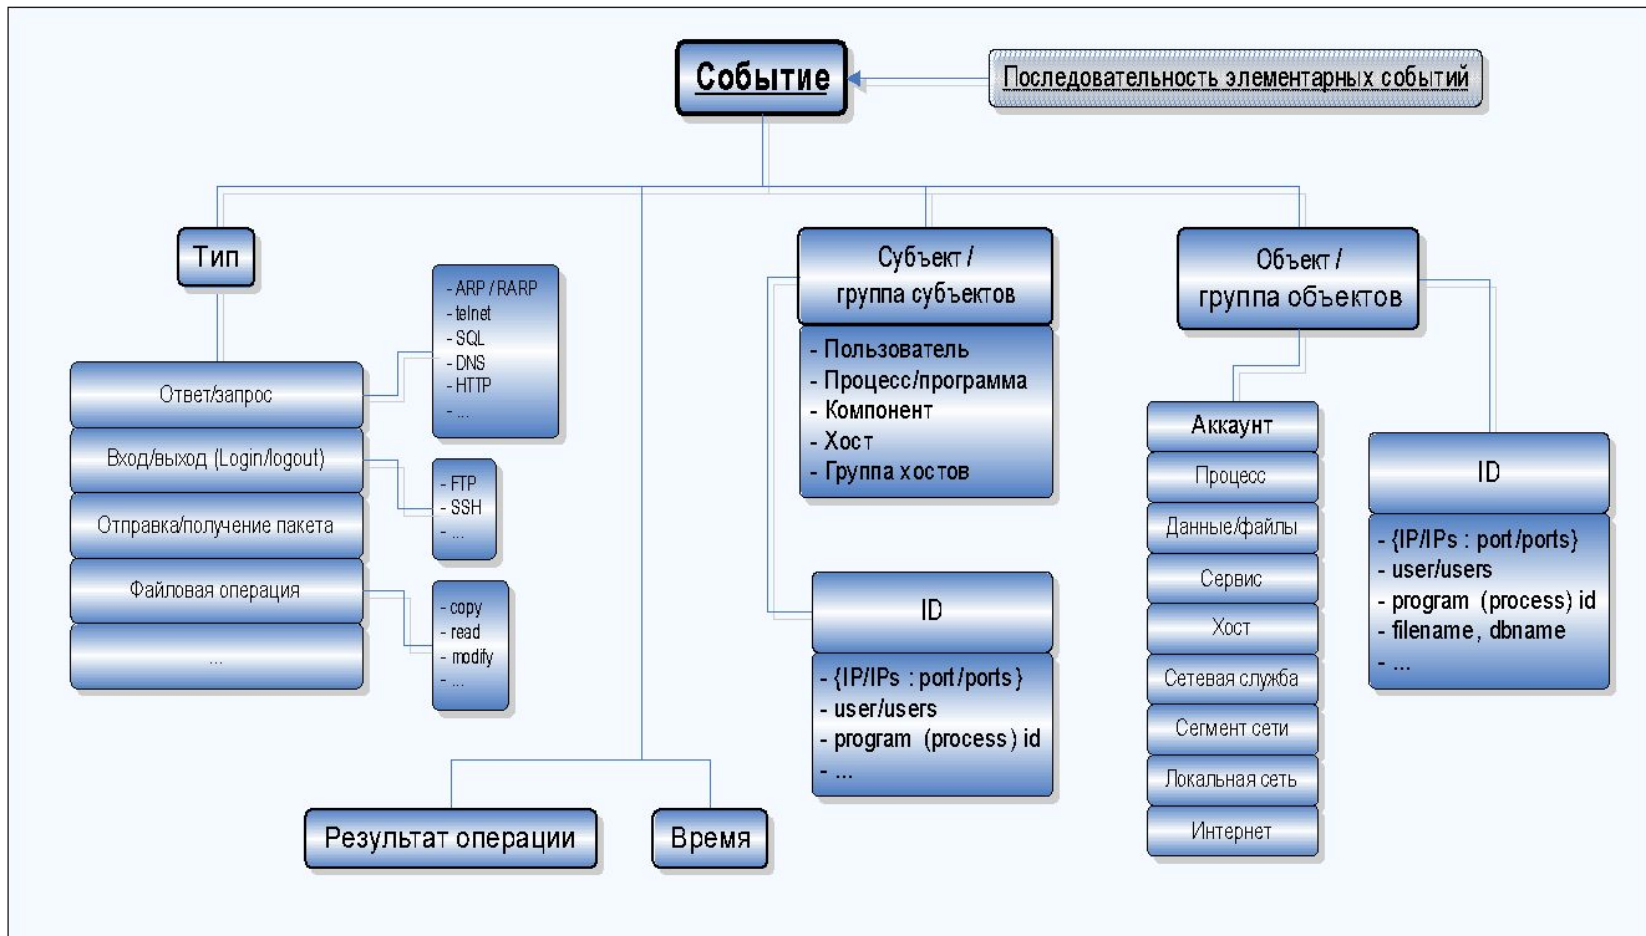 Событие
Последовательность элементарных событий
Тип
Ответ/запрос
Вход/выход (Login/logout)
Отправка/получение пакета
Файловая операция
...
- ARP / RARP
- telnet
- SQL
- DNS
- HTTP
- ...
- FTP
- SSH
- ...
- copy
- read
- modify
- ...
Результат операции
Время
Субъект /
группа субъектов
- Пользователь
- Процесс/программа
- Компонент
- Хост
- Группа хостов
ID
- {IP/IPs : port/ports}
- user/users
- program (process) id
- ...
Объект /
группа объектов
Аккаунт
Процесс
Данные/файлы
Сервис
Хост
Сетевая служба
Сегмент сети
Локальная сеть
Интернет
ID
- {IP/IPs : port/ports}
- user/users
- program (process) id
- filename, dbname
- ...